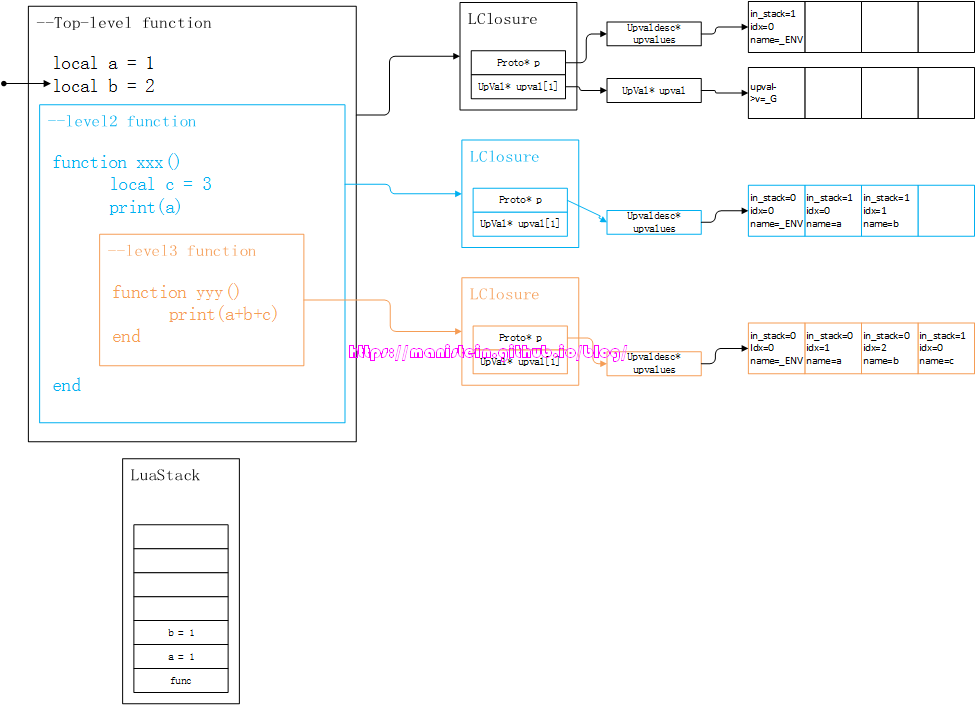 --Top-level function
local a = 1
local b = 2
--level2 function
function xxx()
local c = 3
print(a)
--level3 function
function yyy()
print(a+b+c)
end
end
LClosure
Proto* p
UpVal* upval[1]
Upvaldesc*
upvalues
UpVal* upval
in_stack=1
idx=0
name=_ENV
upval-
>v=_G
LClosure
Proto* p
UpVal* upval[1]
Upvaldesc*
upvalues
in_stack=0
idx=0
name=_ENV
in_stack=1
idx=0
name=a
in_stack=1
idx=1
name=b
LClosure
Proto* p
UpVal* upval[1]
Upvaldesc*
upvalues
in_stack=0
Idx=0
name=_ENV
in_stack=0
idx=1
name=a
in_stack=0
idx=2
name=b
in_stack=1
idx=0
name=c
https://manistein.github.io/blog/
LuaStack
b = 1
a = 1
func